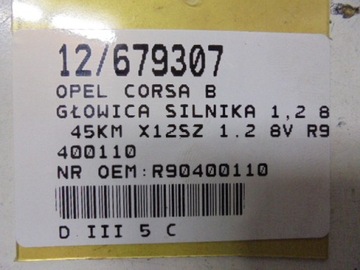 12/679307
OPEL CORSA B
GŁOWICA SILNIKA 1,2 8
45KM X12SZ 1.2 8V R9
400110
NR OEM:R90400110
D III 5 C